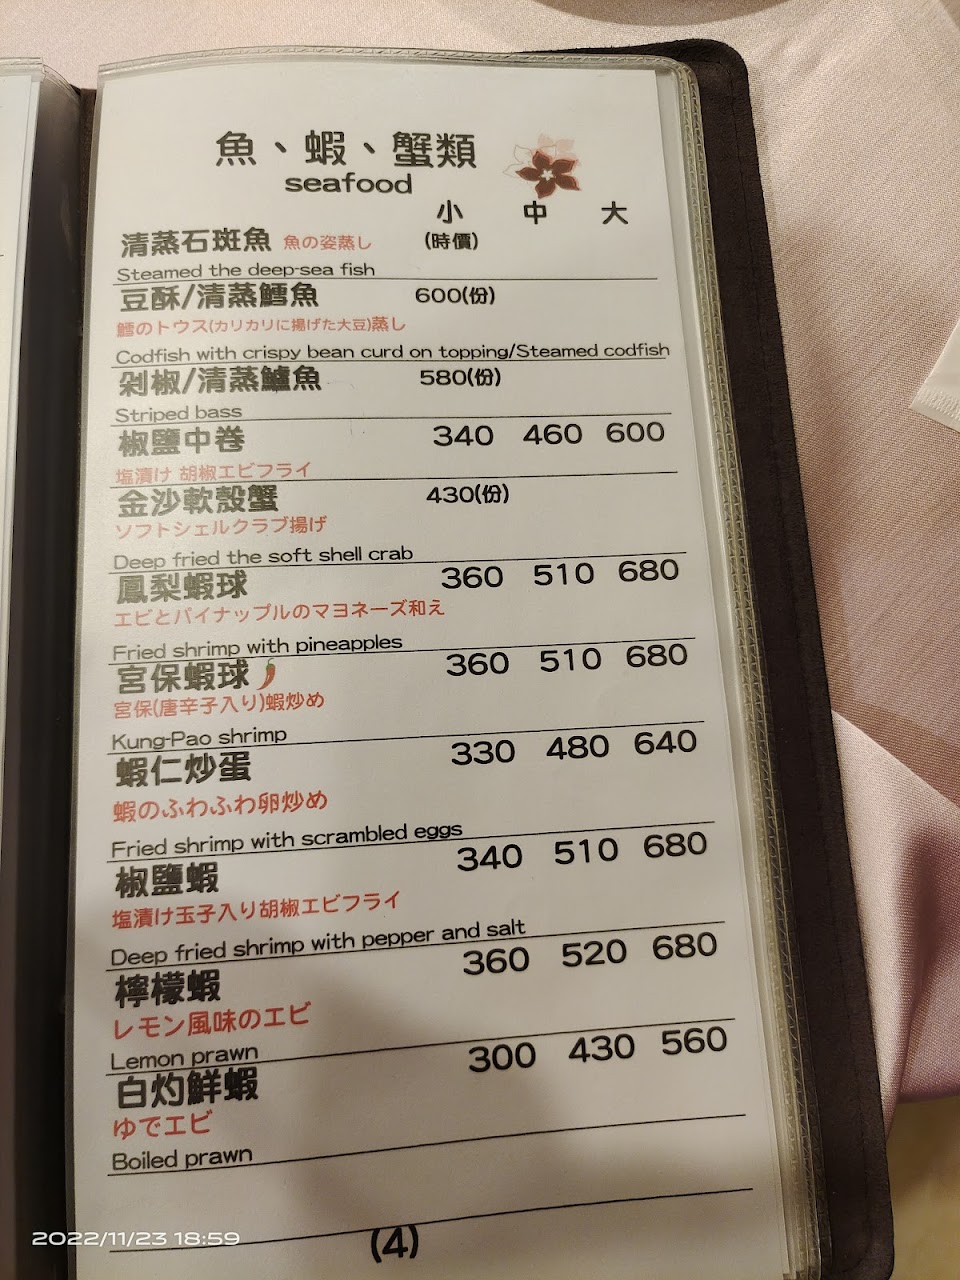 魚、蝦、蟹類
seafood
小 中 大
清蒸石斑魚 魚の姿蒸し (時價)
Steamed the deep-sea fish
豆酥/清蒸鱈魚 600(份)
鱈のトウス(カリカリに揚げた大豆)蒸し
Codfish with crispy bean curd on topping/Steamed codfish
剁椒/清蒸鱸魚 580(份)
Striped bass
椒鹽中卷 340 460 600
塩漬け 胡椒エビフライ
金沙軟殼蟹 430(份)
ソフトシェルクラブ揚げ
Deep fried the soft shell crab
鳳梨蝦球 360 510 680
エビとパイナップルのマヨネーズ和え
Fried shrimp with pineapples
宮保蝦球 360 510 680
宮保(唐辛子入り)蝦炒め
Kung-Pao shrimp
蝦仁炒蛋 330 480 640
蝦のふわふわ卵炒め
Fried shrimp with scrambled eggs
椒鹽蝦 340 510 680
塩漬け玉子入り胡椒エビフライ
Deep fried shrimp with pepper and salt
檸檬蝦 360 520 680
レモン風味のエビ
Lemon prawn
白灼鮮蝦 300 430 560
ゆでエビ
Boiled prawn
(4)
2022/11/23 18:59